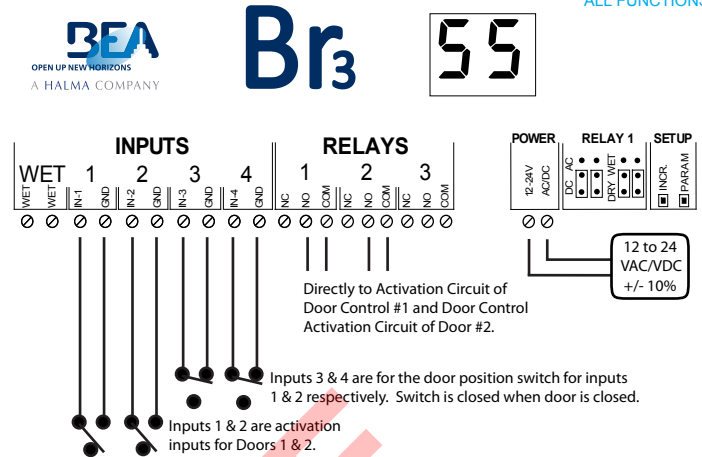 ALL FUNCTIONS
BEA
OPEN UP NEW HORIZONS
A HALMA COMPANY
Br3
55
INPUTS
RELAYS
POWER
RELAY 1
SETUP
WET 1 2 3 4
1 2 3
WET WET IN-1 GND IN-2 GND IN-3 GND IN-4 GND NC NO COM NC NO COM NC NO COM
12-24V AC/DC
DC AC
DRY WET
INCR.
PARAM
12 to 24
VAC/VDC
+/- 10%
Directly to Activation Circuit of
Door Control #1 and Door Control
Activation Circuit of Door #2.
Inputs 3 & 4 are for the door position switch for inputs
1 & 2 respectively. Switch is closed when door is closed.
Inputs 1 & 2 are activation
inputs for Doors 1 & 2.